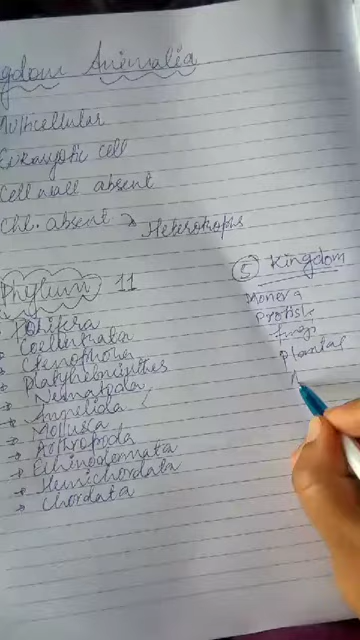 gdom Animalia
Multicellular
Eukaryotic cell
Cell wall absent
Chl. absent → Heterotrophs
Phylum 11
→ Porifera
→ Coelenterata
→ Ctenophora
→ Platyhelminthes
→ Nematoda
→ Annelida
→ Mollusca
→ Arthropoda
→ Echinodermata
→ Hemichordata
→ Chordata
5 Kingdom
Monera
Protista
fungi
Plantae